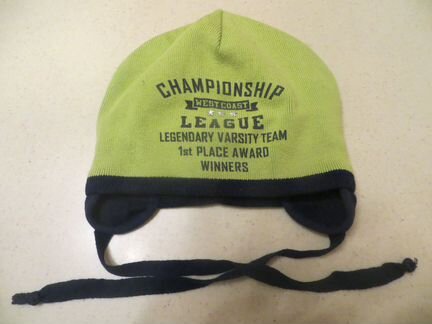 CHAMPIONSHIP
WEST COAST
LEAGUE
LEGENDARY VARSITY TEAM
1st PLACE AWARD
WINNERS